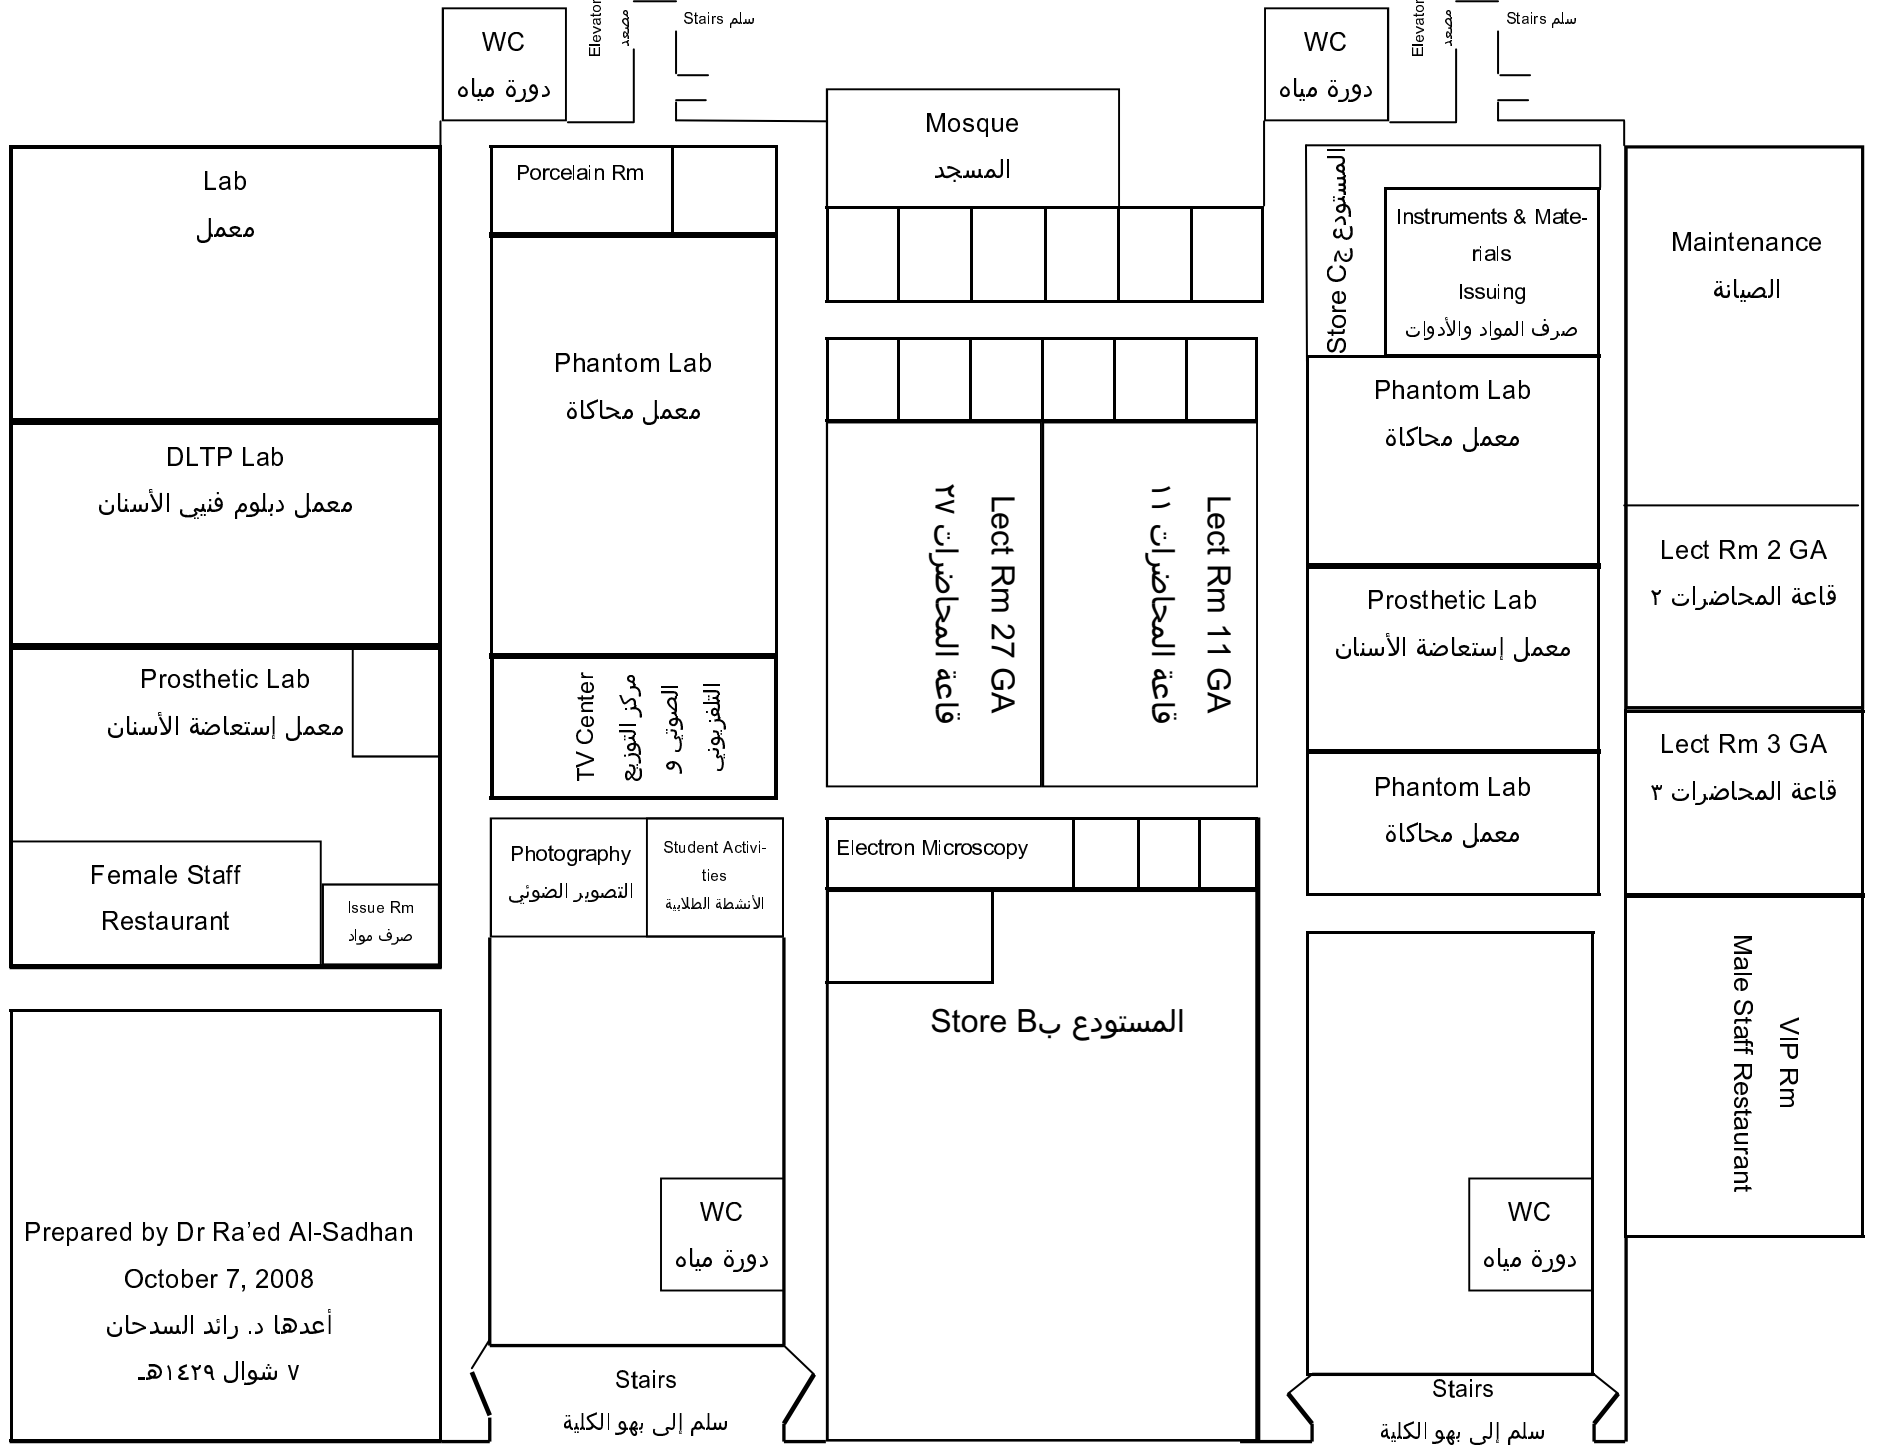 WC
دورة مياه
Elevator
مصعد
Stairs سلم
WC
دورة مياه
Elevator
مصعد
Stairs سلم
Mosque
المسجد
Lab
معمل
DLTP Lab
معمل دبلوم فنيي الأسنان
Prosthetic Lab
معمل إستعاضة الأسنان
Female Staff
Restaurant
Issue Rm
صرف مواد
Prepared by Dr Ra’ed Al-Sadhan
October 7, 2008
أعدها د. رائد السدحان
٧ شوال ١٤٢٩هـ
Porcelain Rm
Phantom Lab
معمل محاكاة
TV Center
مركز التوزيع
الصوتي و
التلفزيوني
Photography
التصوير الضوئي
Student Activi-
ties
الأنشطة الطلابية
WC
دورة مياه
Stairs
سلم إلى بهو الكلية
Lect Rm 27 GA
قاعة المحاضرات ٢٧
Lect Rm 11 GA
قاعة المحاضرات ١١
Electron Microscopy
Store B المستودع ب
Store C المستودع ج
Instruments & Mate-
rials
Issuing
صرف المواد والأدوات
Phantom Lab
معمل محاكاة
Prosthetic Lab
معمل إستعاضة الأسنان
Phantom Lab
معمل محاكاة
WC
دورة مياه
Stairs
سلم إلى بهو الكلية
Maintenance
الصيانة
Lect Rm 2 GA
قاعة المحاضرات ٢
Lect Rm 3 GA
قاعة المحاضرات ٣
VIP Rm
Male Staff Restaurant